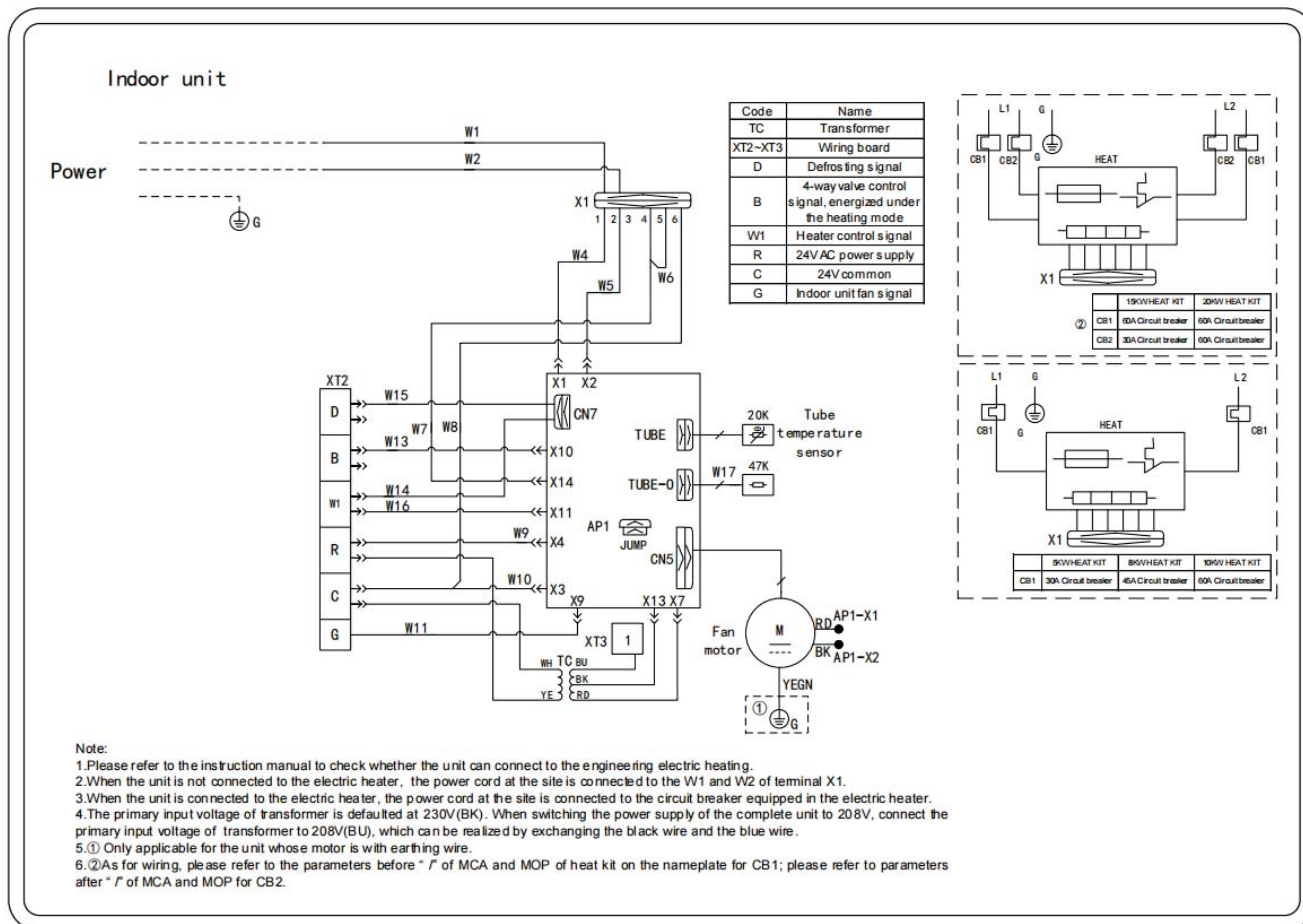 Indoor unit
Power
W1
W2
G
X1
1 2 3 4 5 6
W4
W5
W6
Code Name
TC Transformer
XT2~XT3 Wiring board
D Defrosting signal
B 4-way valve control
signal, energized under
the heating mode
W1 Heater control signal
R 24VAC power supply
C 24V common
G Indoor unit fan signal
L1 G L2
CB1 CB2 G CB2 CB1
HEAT
X1
②
15KW HEAT KIT 20KW HEAT KIT
CB1 60A Circuit breaker 60A Circuit breaker
CB2 30A Circuit breaker 60A Circuit breaker
L1 G L2
CB1 G CB1
HEAT
X1
5KW HEAT KIT 8KW HEAT KIT 10KW HEAT KIT
CB1 30A Circuit breaker 45A Circuit breaker 60A Circuit breaker
XT2
D
B
W1
R
C
G
W15
W7 W8
W13
W14
W16
W9
W10
W11
X1 X2
CN7
X10
X14
X11
X4
X3
X9 X13 X7
TUBE
TUBE-O
AP1
JUMP
CN5
20K
Tube
temperature
sensor
W17
47K
XT3 1
WH TC BU
BK
YE RD
Fan
motor
M
RD AP1-X1
BK AP1-X2
YEGN
① G
Note:
1.Please refer to the instruction manual to check whether the unit can connect to the engineering electric heating.
2.When the unit is not connected to the electric heater, the power cord at the site is connected to the W1 and W2 of terminal X1.
3.When the unit is connected to the electric heater, the power cord at the site is connected to the circuit breaker equipped in the electric heater.
4.The primary input voltage of transformer is defaulted at 230V(BK). When switching the power supply of the complete unit to 208V, connect the
primary input voltage of transformer to 208V(BU), which can be realized by exchanging the black wire and the blue wire.
5.① Only applicable for the unit whose motor is with earthing wire.
6.②As for wiring, please refer to the parameters before “ /” of MCA and MOP of heat kit on the nameplate for CB1; please refer to parameters
after “ /” of MCA and MOP for CB2.